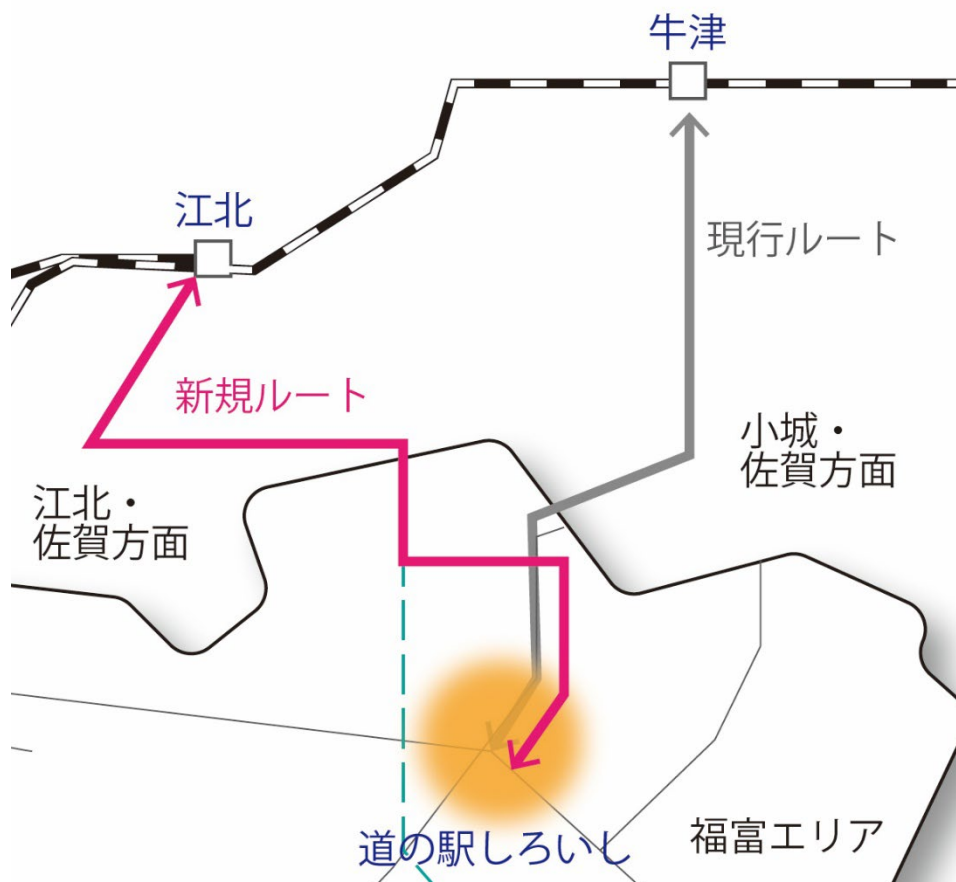 牛津
江北
現行ルート
新規ルート
小城・
佐賀方面
江北・
佐賀方面
道の駅しろいし
福富エリア